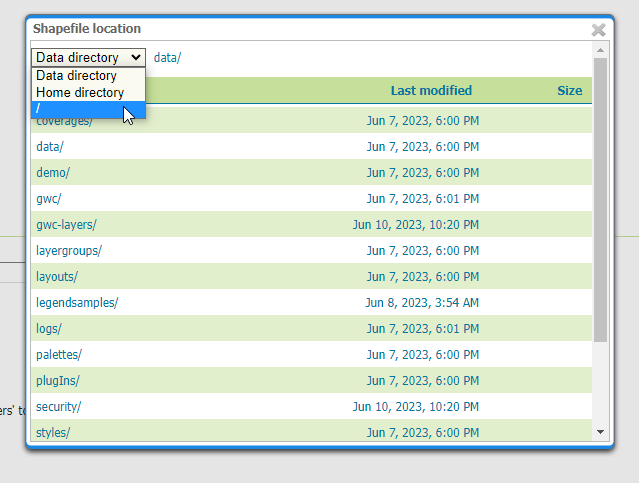 Shapefile location
Data directory data/
Data directory
Home directory
/
Last modified Size
coverages/ Jun 7, 2023, 6:00 PM
data/ Jun 7, 2023, 6:00 PM
demo/ Jun 7, 2023, 6:00 PM
gwc/ Jun 7, 2023, 6:01 PM
gwc-layers/ Jun 10, 2023, 10:20 PM
layergroups/ Jun 7, 2023, 6:00 PM
layouts/ Jun 7, 2023, 6:00 PM
legendsamples/ Jun 8, 2023, 3:54 AM
logs/ Jun 7, 2023, 6:01 PM
palettes/ Jun 7, 2023, 6:00 PM
plugIns/ Jun 7, 2023, 6:00 PM
security/ Jun 10, 2023, 10:20 PM
styles/ Jun 7, 2023, 6:00 PM